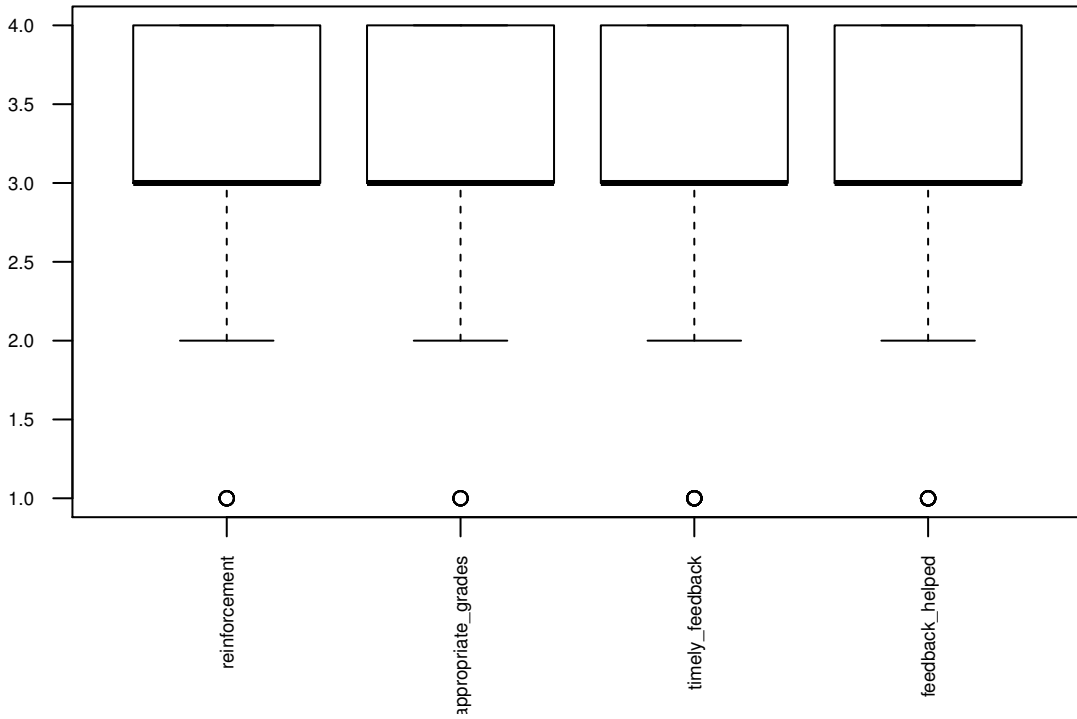 4.0
3.5
3.0
2.5
2.0
1.5
1.0
reinforcement
appropriate_grades
timely_feedback
feedback_helped